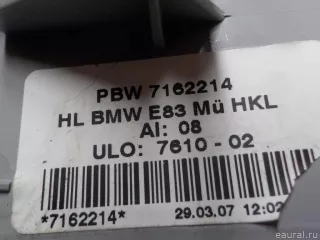 PBW 7162214
HL BMW E83 Mü HKL
AI: 08
ULO: 7610 - 02
*7162214*
29.03.07 12:02
eaural.ru